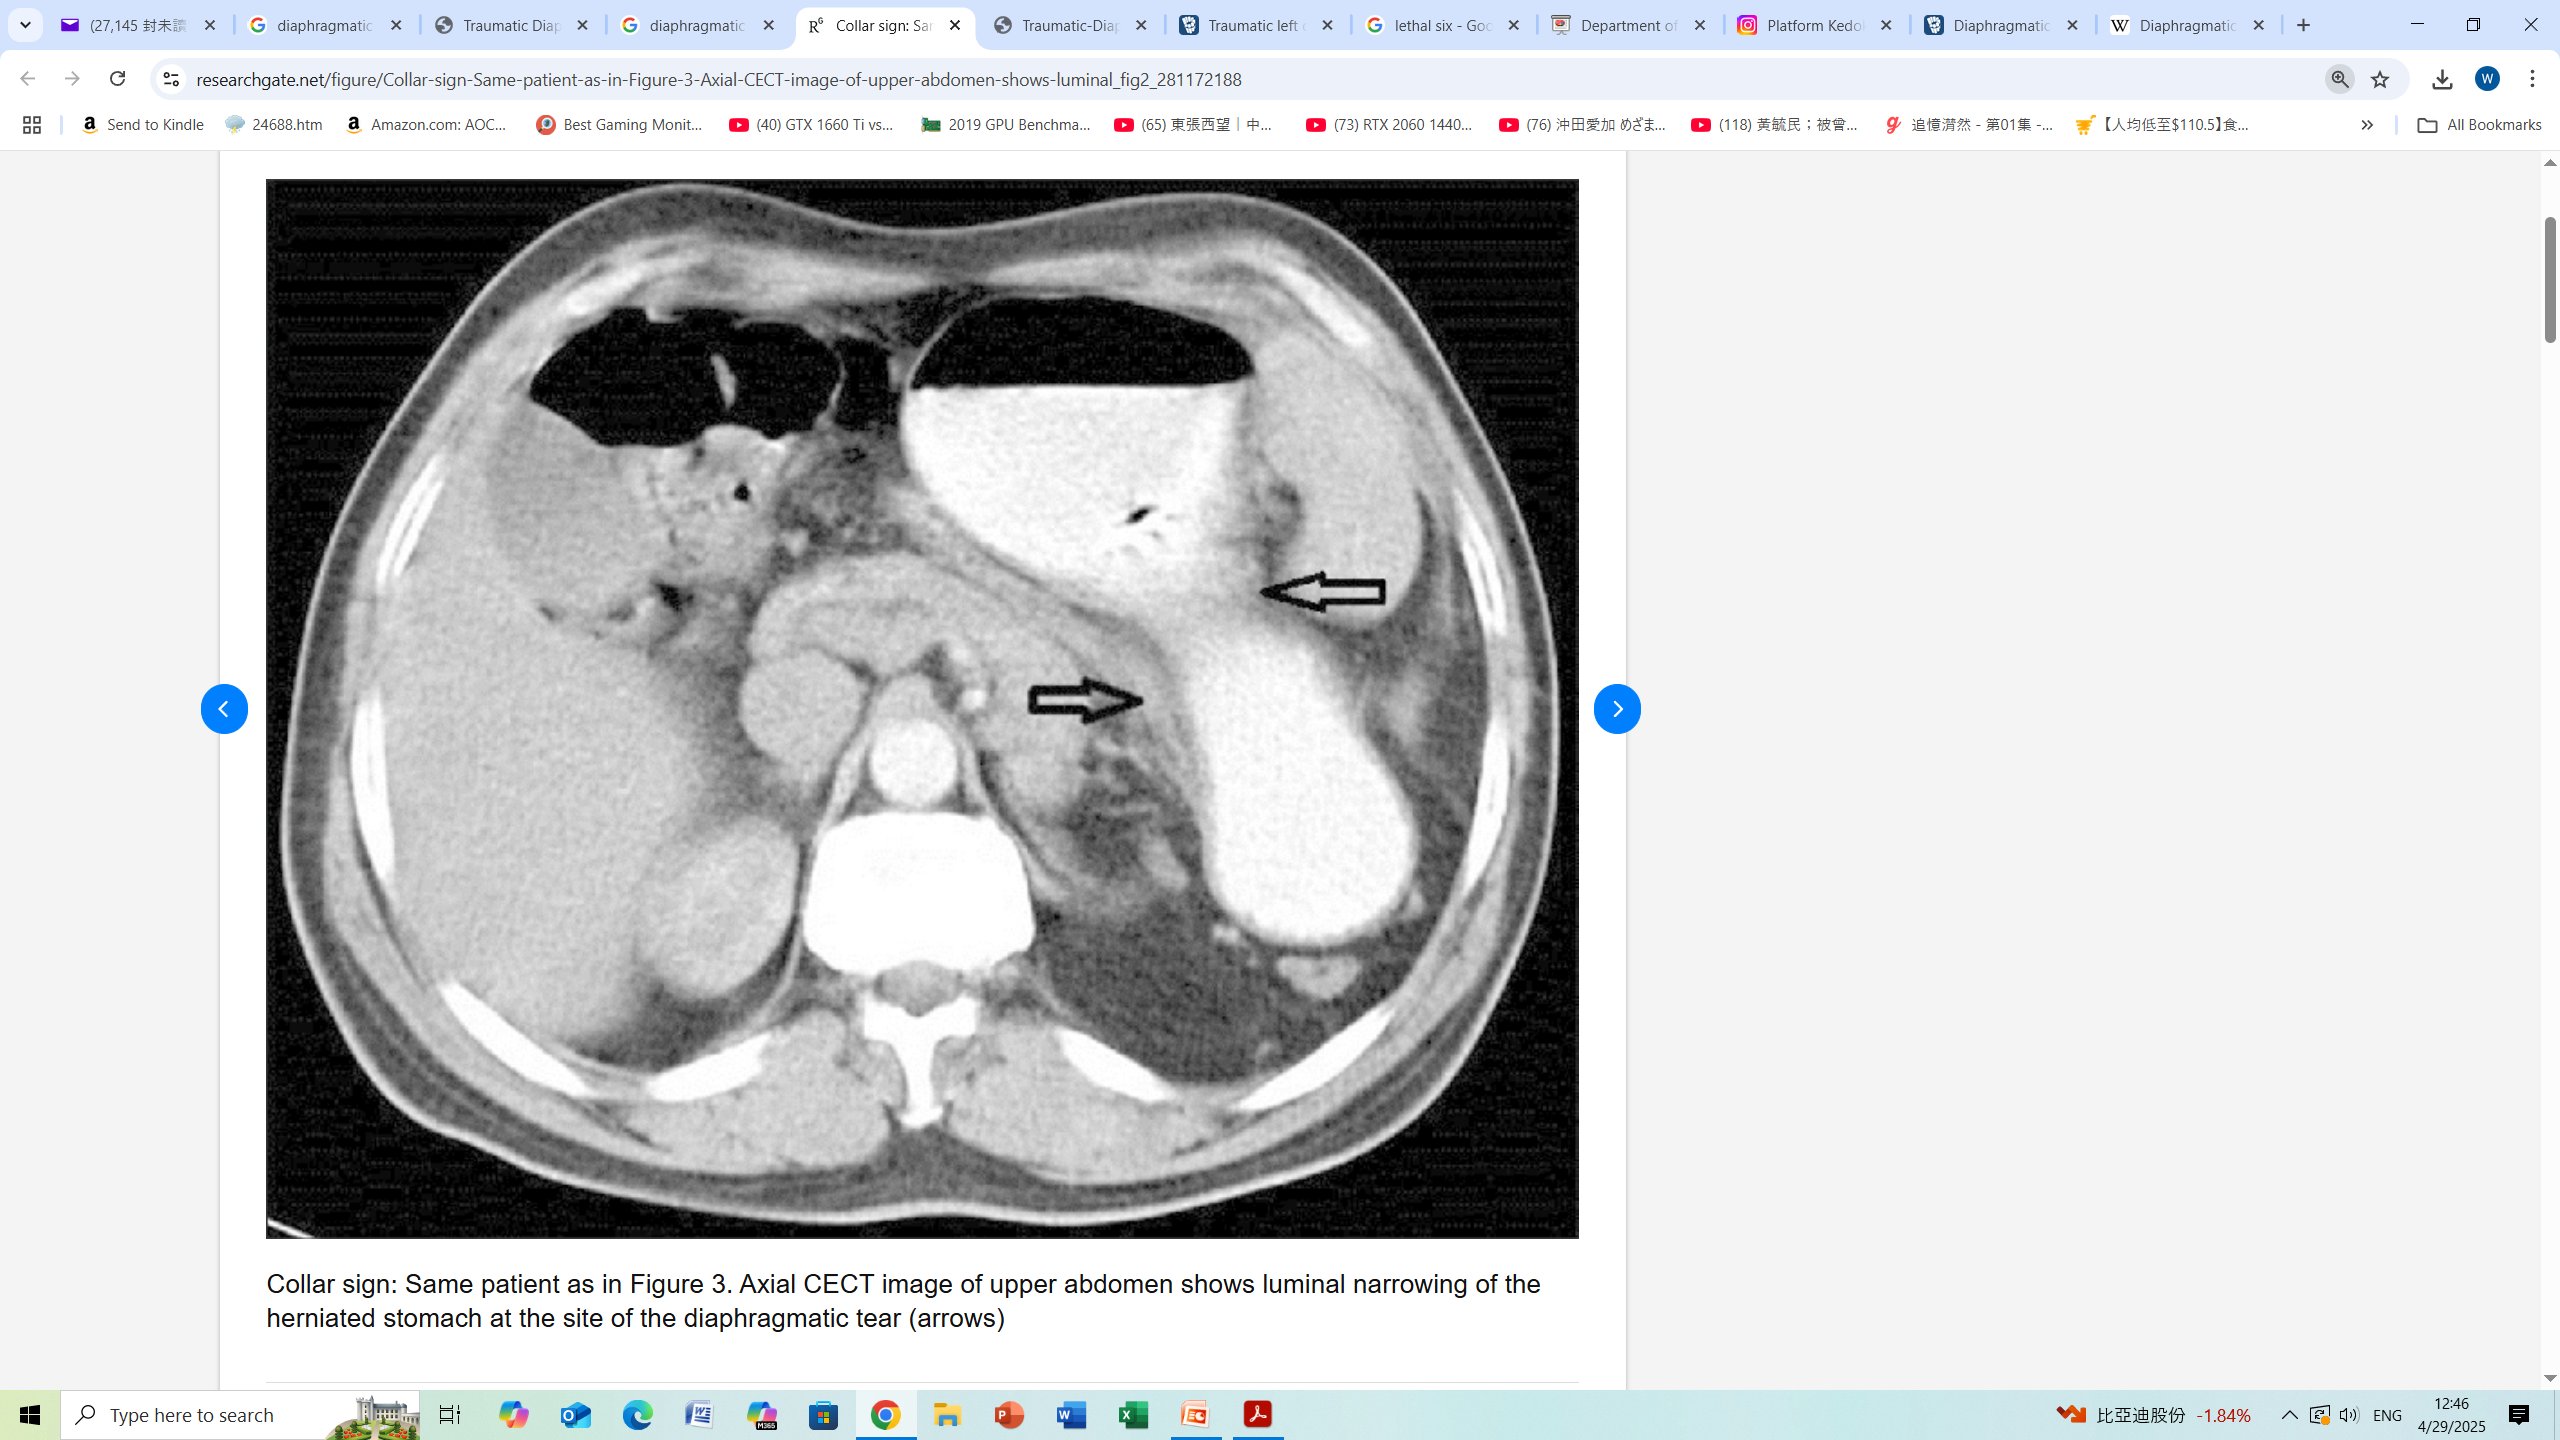 (27,145 封未讀
diaphragmatic
Traumatic Diap
diaphragmatic
Collar sign: Sar
Traumatic-Diap
Traumatic left
lethal six - Goo
Department of
Platform Kedo
Diaphragmatic
Diaphragmatic
researchgate.net/figure/Collar-sign-Same-patient-as-in-Figure-3-Axial-CECT-image-of-upper-abdomen-shows-luminal_fig2_281172188
W
Send to Kindle
24688.htm
Amazon.com: AOC...
Best Gaming Monit...
(40) GTX 1660 Ti vs...
2019 GPU Benchma...
(65) 東張西望｜中...
(73) RTX 2060 1440...
(76) 沖田愛加 めざま...
(118) 黃毓民；被曾...
追憶潸然 - 第01集 -...
【人均低至$110.5】食...
All Bookmarks
Collar sign: Same patient as in Figure 3. Axial CECT image of upper abdomen shows luminal narrowing of the
herniated stomach at the site of the diaphragmatic tear (arrows)
Type here to search
比亞迪股份 -1.84%
ENG
12:46
4/29/2025